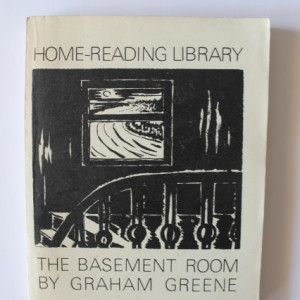 HOME-READING LIBRARY
THE BASEMENT ROOM
BY GRAHAM GREENE